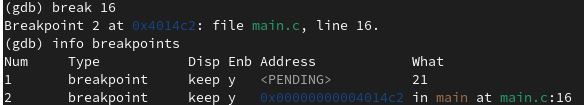 (gdb) break 16
Breakpoint 2 at 0x4014c2: file main.c, line 16.
(gdb) info breakpoints
Num     Type           Disp Enb Address            What
1       breakpoint     keep y   <PENDING>          21
2       breakpoint     keep y   0x00000000004014c2 in main at main.c:16